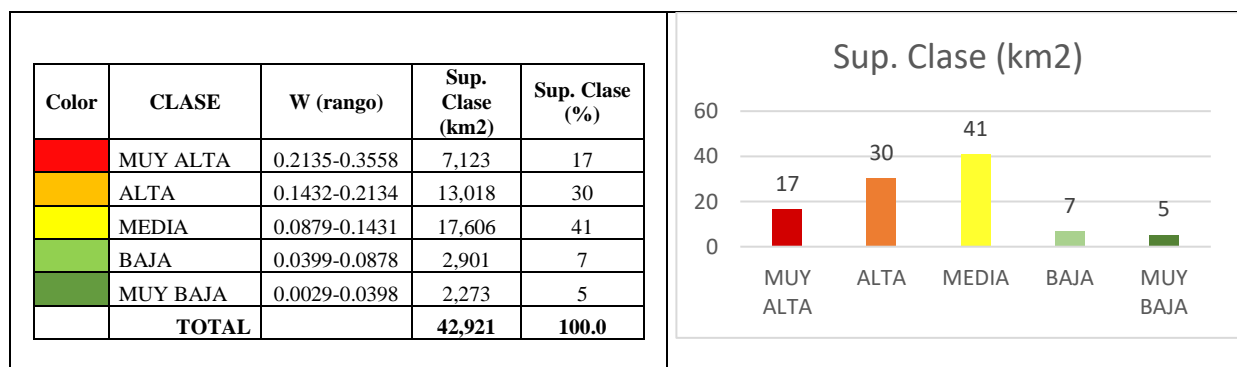 Color CLASE W (rango) Sup. Clase (km2) Sup. Clase (%)
MUY ALTA 0.2135-0.3558 7,123 17
ALTA 0.1432-0.2134 13,018 30
MEDIA 0.0879-0.1431 17,606 41
BAJA 0.0399-0.0878 2,901 7
MUY BAJA 0.0029-0.0398 2,273 5
TOTAL 42,921 100.0
Sup. Clase (km2)
60
40
20
0
17
30
41
7
5
MUY ALTA
ALTA
MEDIA
BAJA
MUY BAJA